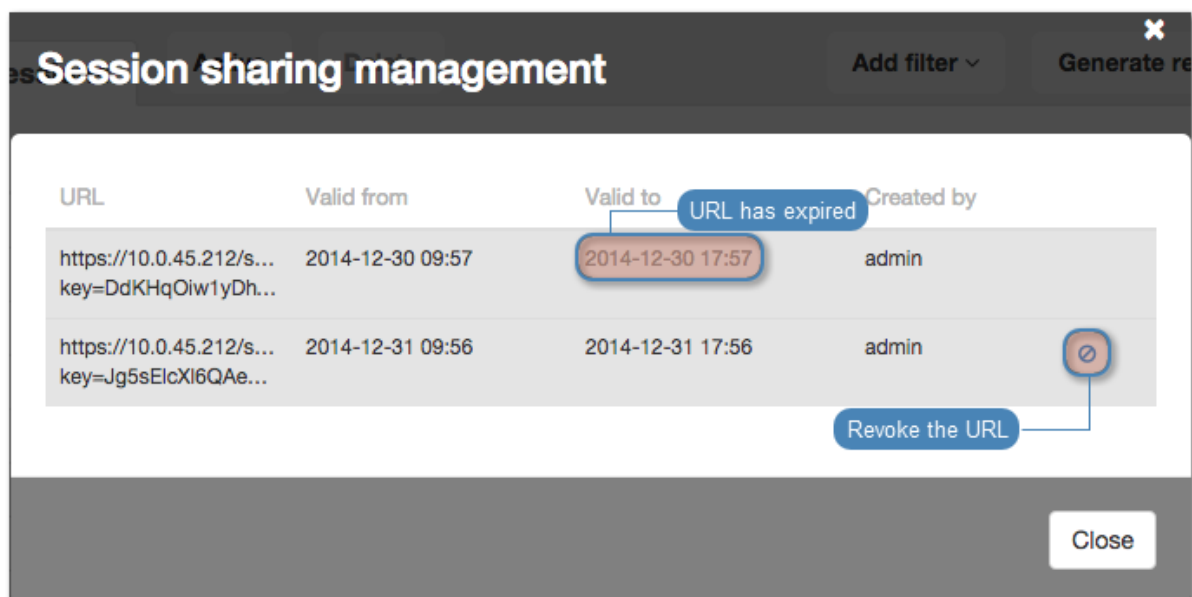 Session sharing management
Add filter
Generate re
URL
Valid from
Valid to
Created by
URL has expired
https://10.0.45.212/s...
2014-12-30 09:57
2014-12-30 17:57
admin
key=DdKHqOiw1yDh...
https://10.0.45.212/s...
2014-12-31 09:56
2014-12-31 17:56
admin
key=Jg5sElcXl6QAe...
Revoke the URL
Close